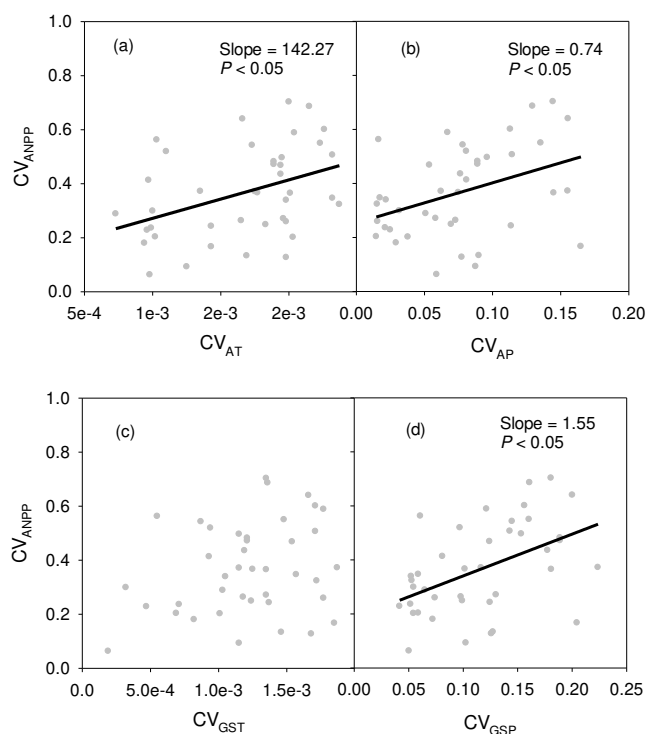 1.0
(a)
Slope = 142.27
P < 0.05
(b)
Slope = 0.74
P < 0.05
0.8
0.6
0.4
0.2
0.0
CV_ANPP
5e-4 1e-3 2e-3 2e-3 0.00 0.05 0.10 0.15 0.20
CV_AT
CV_AP
1.0
(c)
(d)
Slope = 1.55
P < 0.05
0.8
0.6
0.4
0.2
0.0
CV_ANPP
0.0 5.0e-4 1.0e-3 1.5e-3 0.00 0.05 0.10 0.15 0.20 0.25
CV_GST
CV_GSP